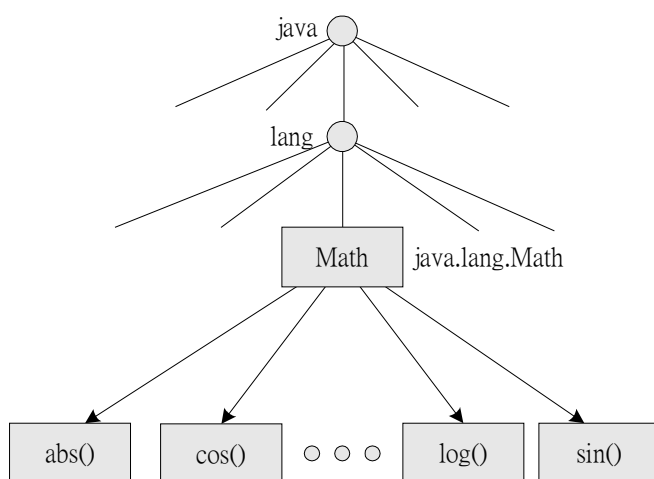 java
lang
Math
java.lang.Math
abs()
cos()
log()
sin()